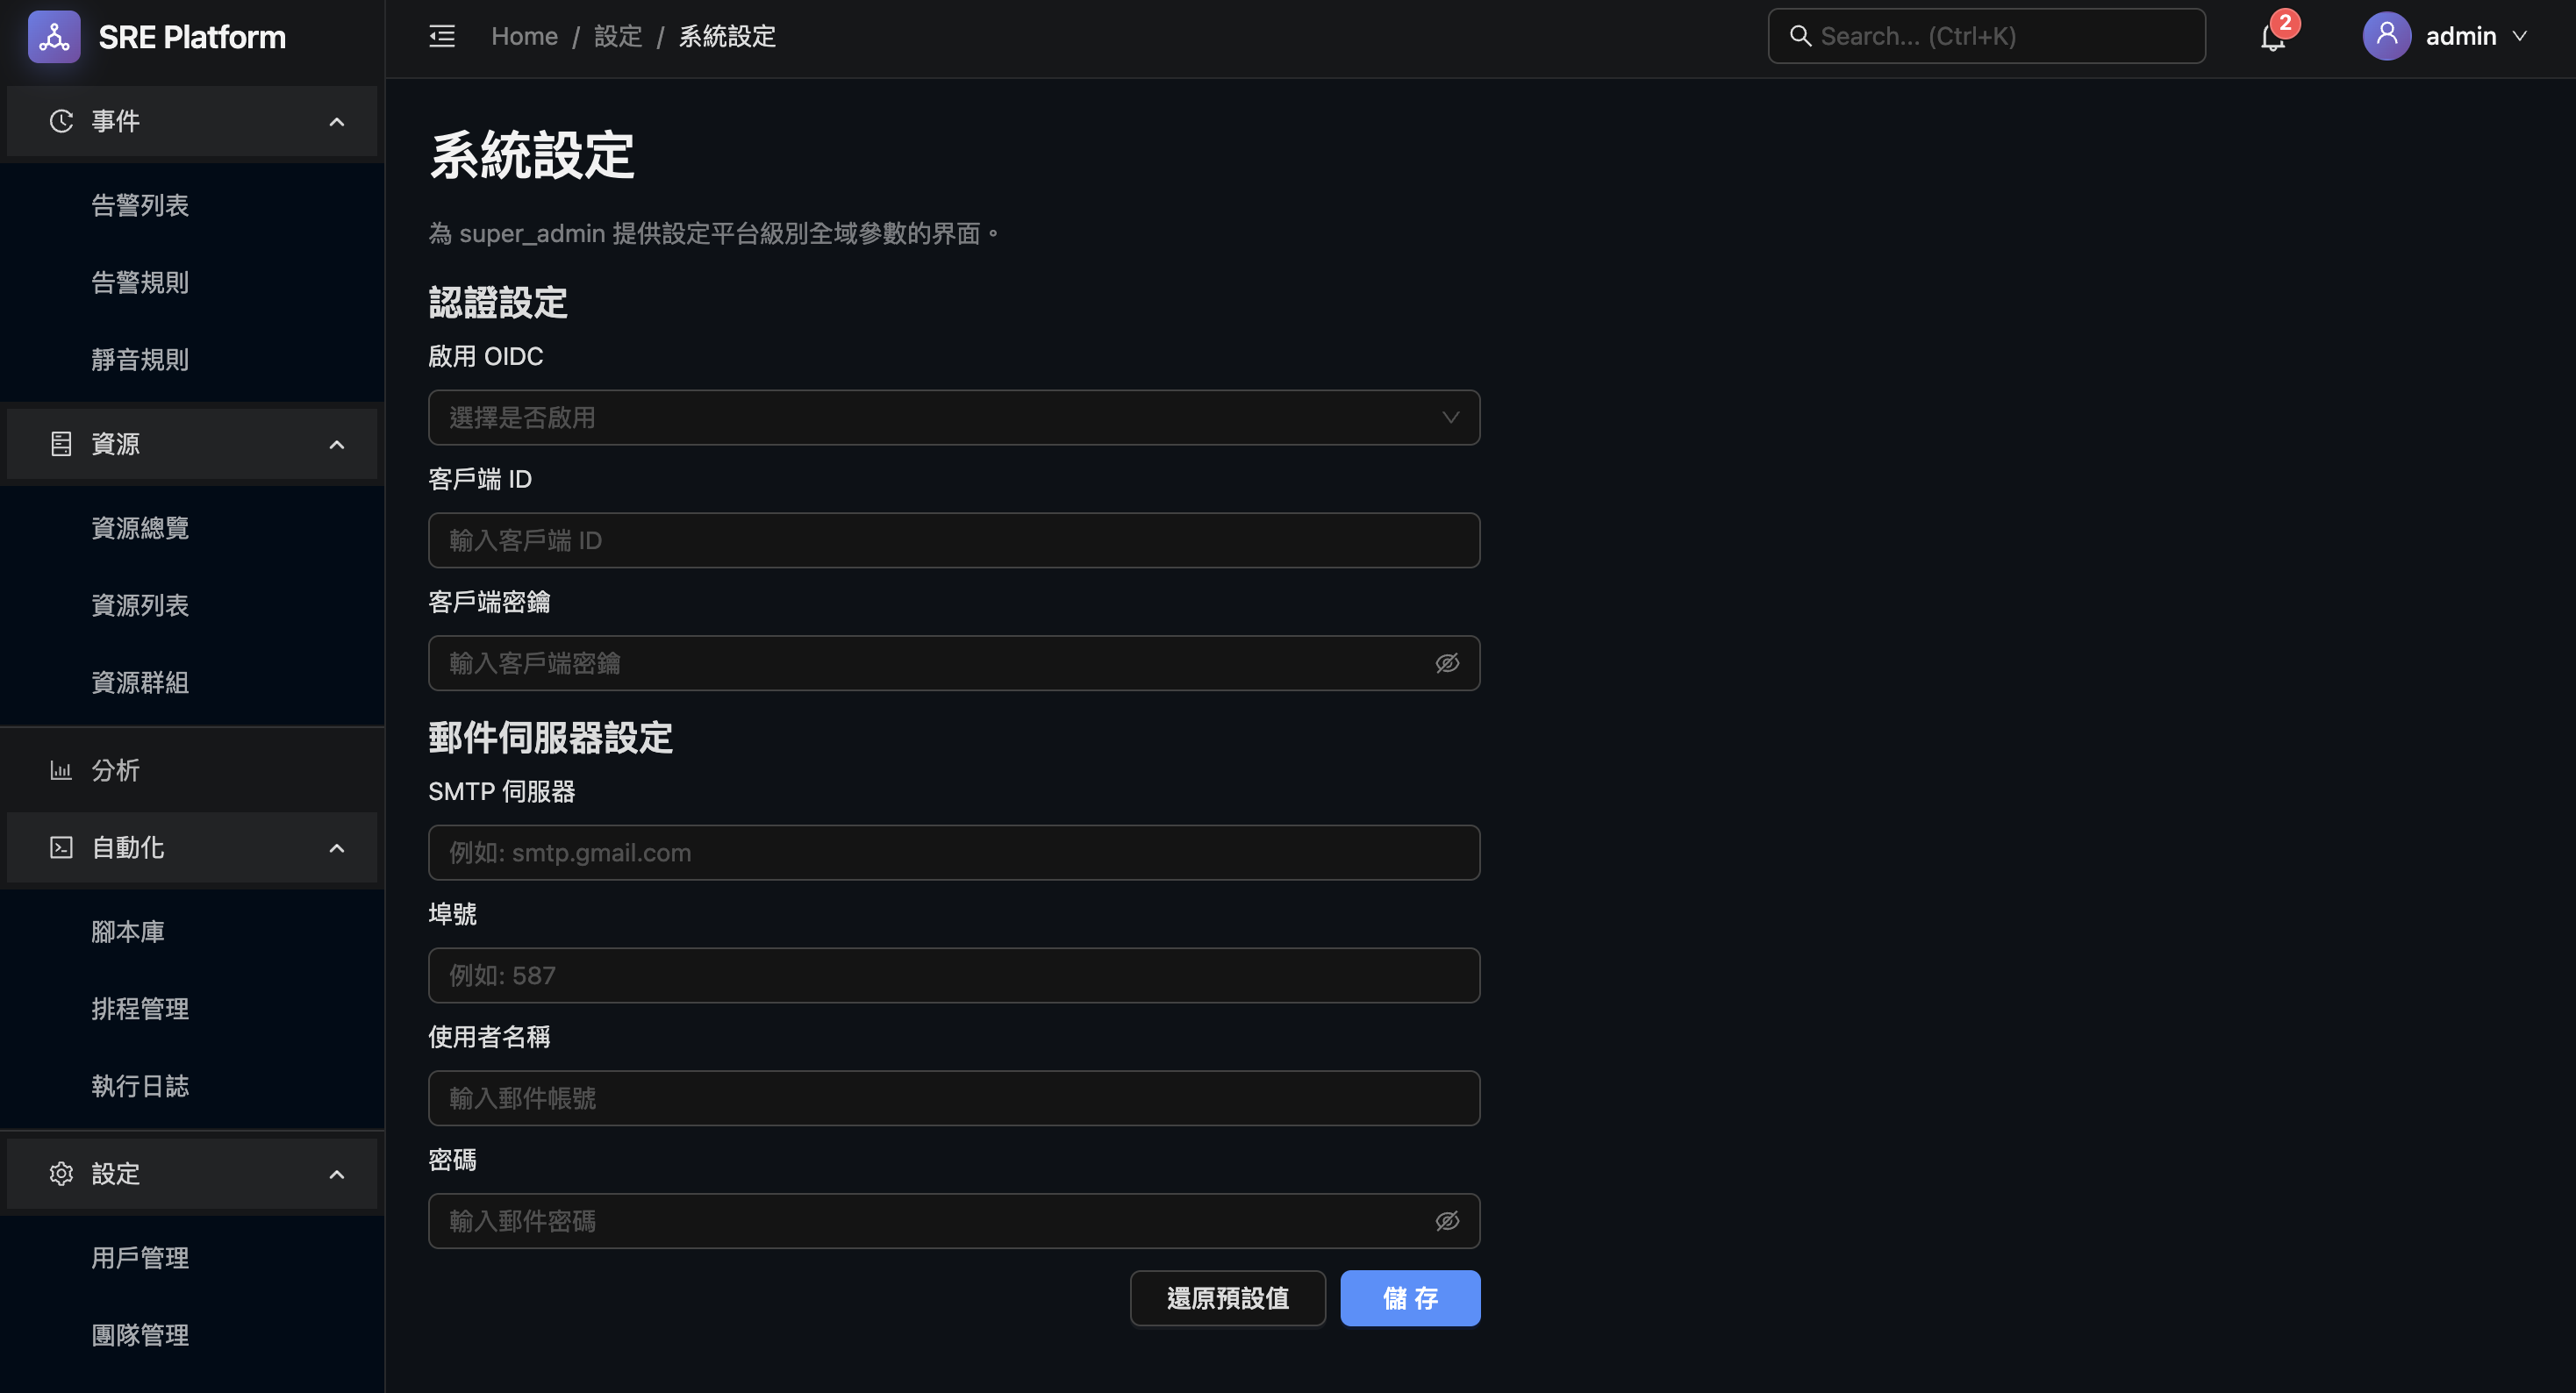 SRE Platform
Home / 設定 / 系統設定
Search... (Ctrl+K)
2
admin
事件
告警列表
告警規則
靜音規則
資源
資源總覽
資源列表
資源群組
分析
自動化
腳本庫
排程管理
執行日誌
設定
用戶管理
團隊管理
系統設定
為 super_admin 提供設定平台級別全域參數的界面。
認證設定
啟用 OIDC
選擇是否啟用
客戶端 ID
輸入客戶端 ID
客戶端密鑰
輸入客戶端密鑰
郵件伺服器設定
SMTP 伺服器
例如: smtp.gmail.com
埠號
例如: 587
使用者名稱
輸入郵件帳號
密碼
輸入郵件密碼
還原預設值
儲 存